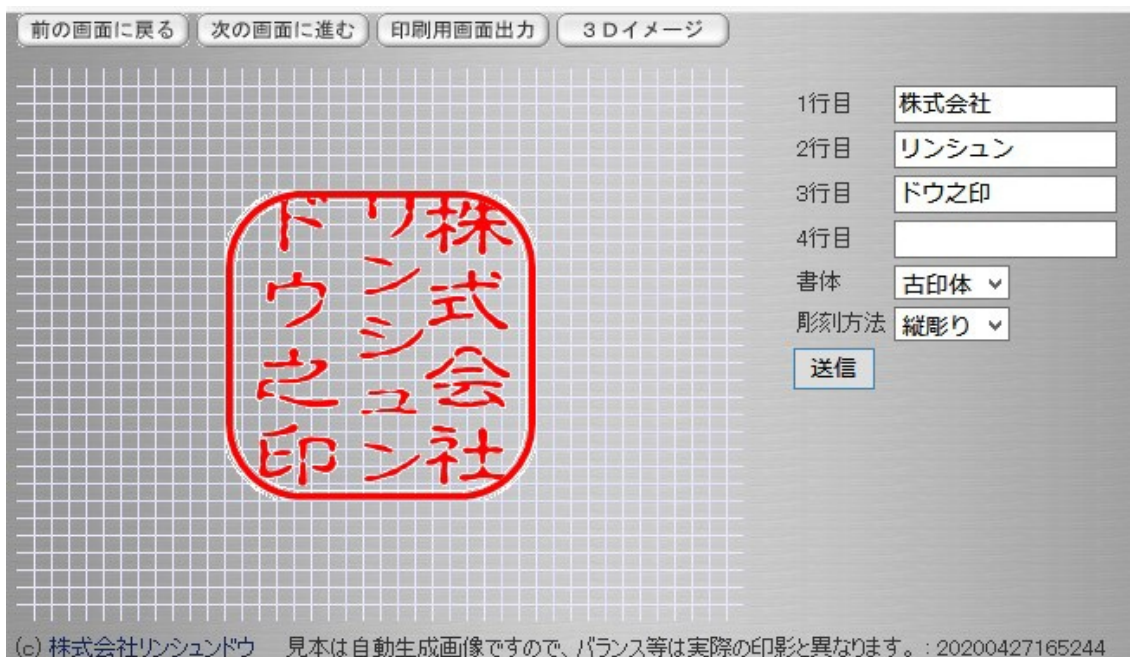 前の画面に戻る 次の画面に進む 印刷用画面出力 3Dイメージ
株式会社
リンシュン
ドウ之印
1行目 株式会社
2行目 リンシュン
3行目 ドウ之印
4行目
書体 古印体
彫刻方法 縦彫り
送信
(c) 株式会社リンシュンドウ 見本は自動生成画像ですので、バランス等は実際の印影と異なります。: 20200427165244